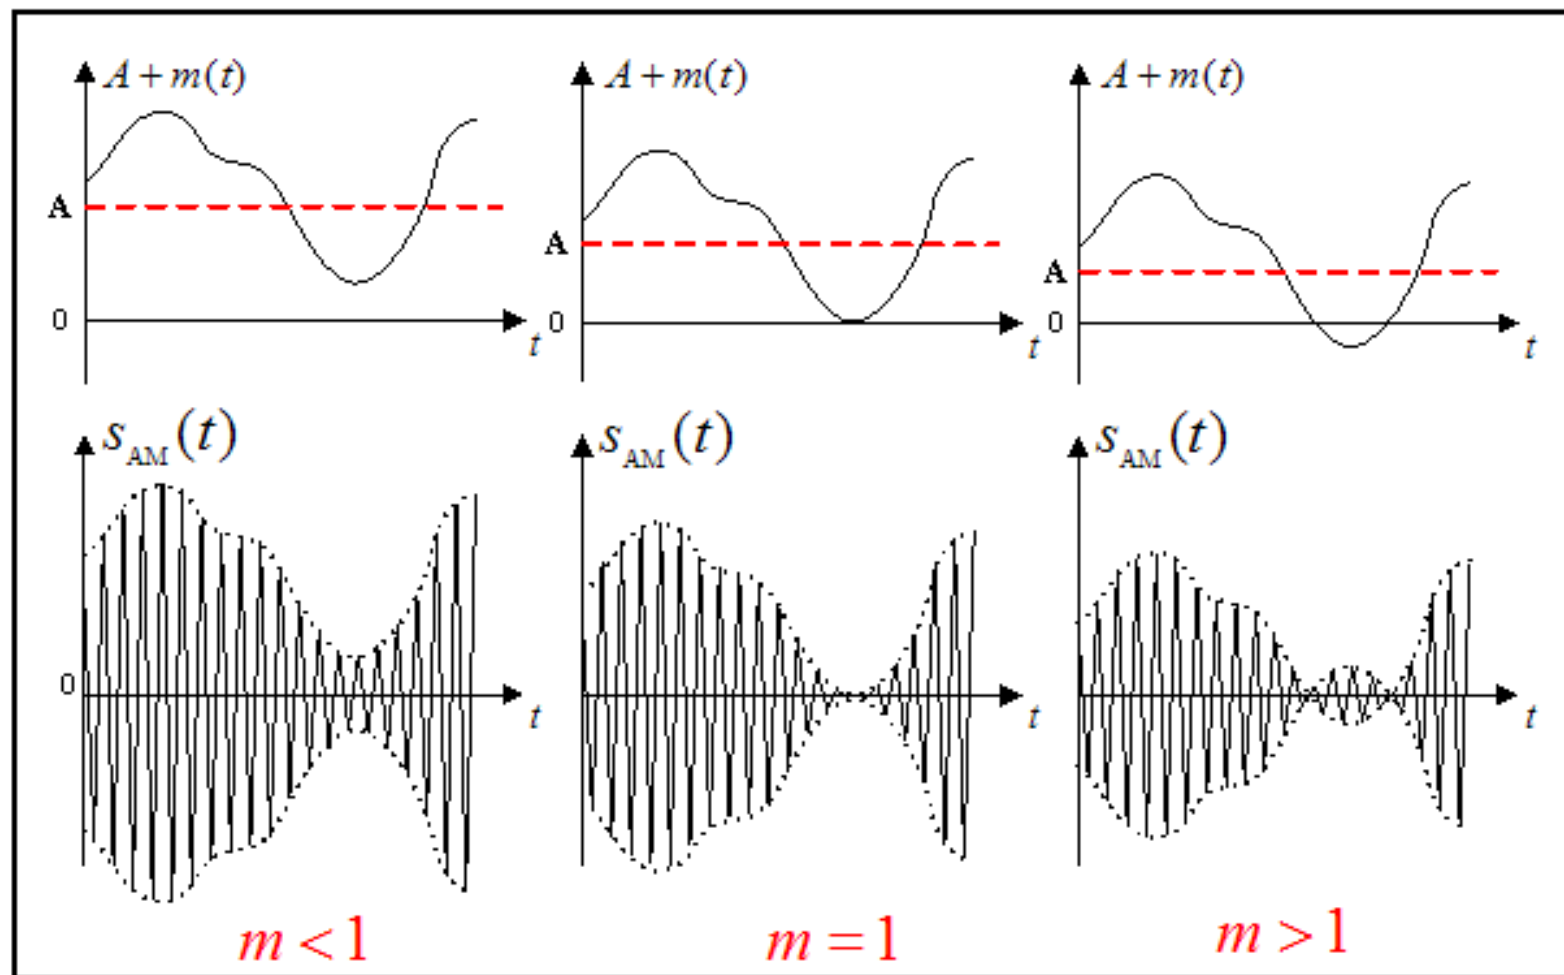 A + m(t)
A
0
t
A + m(t)
A
0
t
A + m(t)
A
0
t
s_AM(t)
0
t
s_AM(t)
t
s_AM(t)
t
m < 1
m = 1
m > 1